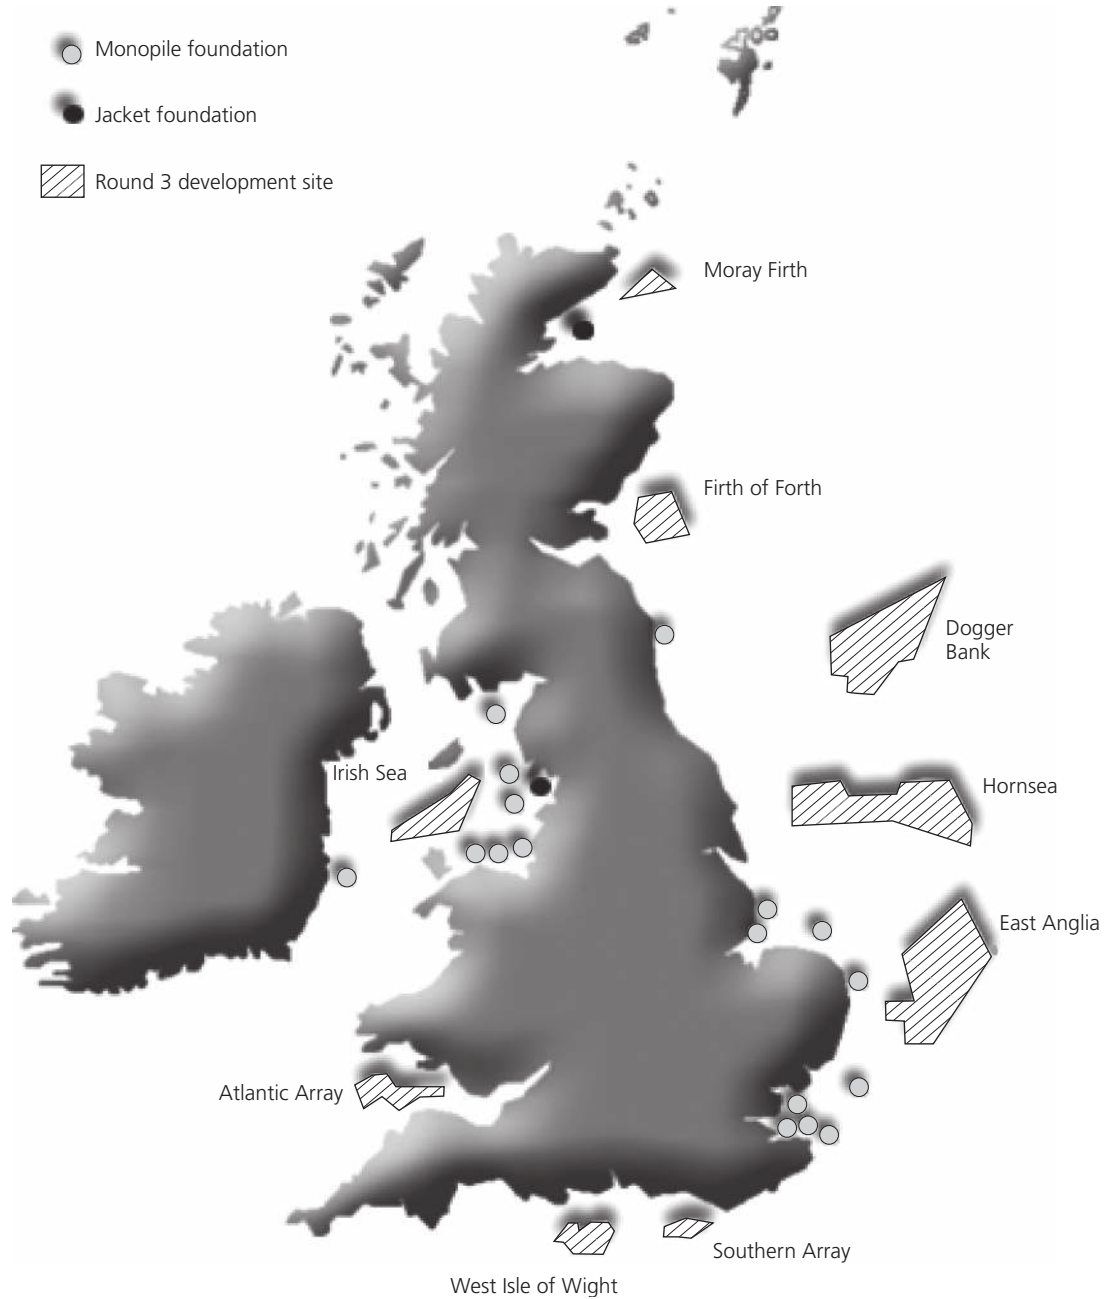 Monopile foundation
Jacket foundation
Round 3 development site
Moray Firth
Firth of Forth
Dogger
Bank
Irish Sea
Hornsea
East Anglia
Atlantic Array
Southern Array
West Isle of Wight